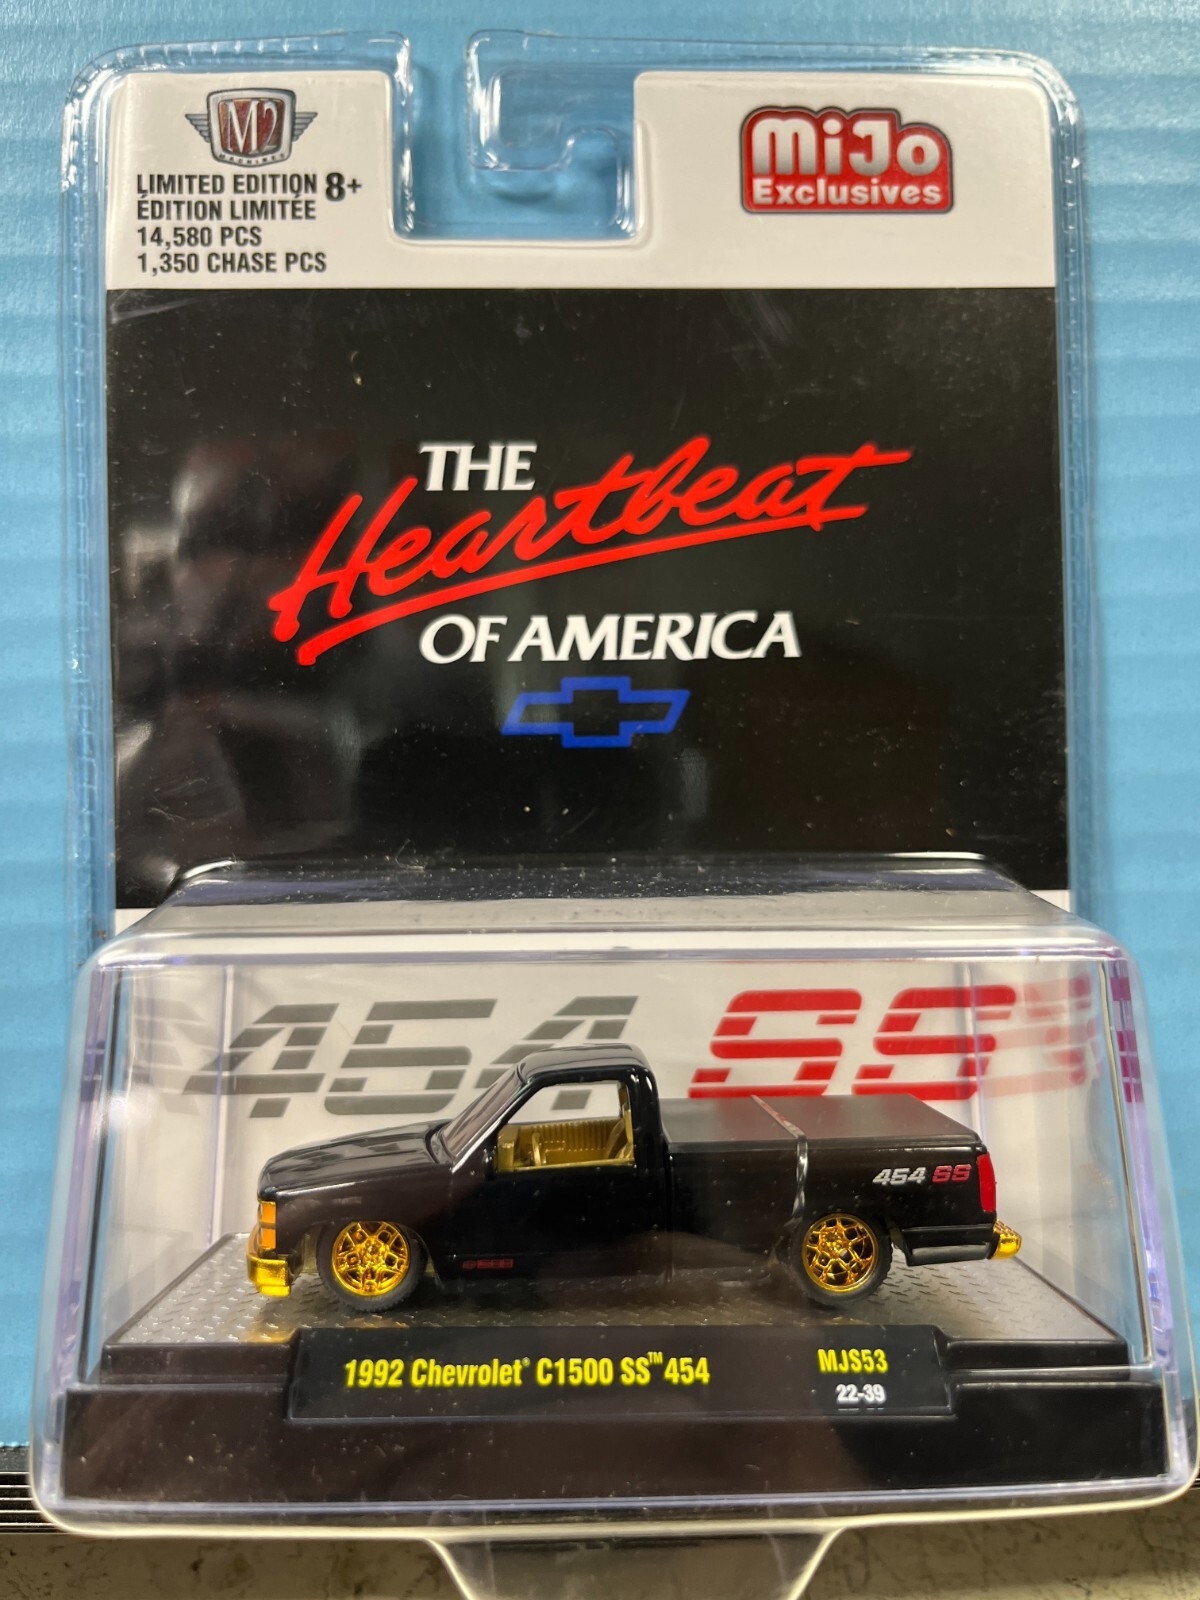 M2
MACHINES
LIMITED EDITION 8+
ÉDITION LIMITÉE
14,580 PCS
1,350 CHASE PCS
MiJo
Exclusives
THE
Heartbeat
OF AMERICA
454 SS
454 SS
1992 Chevrolet® C1500 SS™ 454
MJS53
22-39